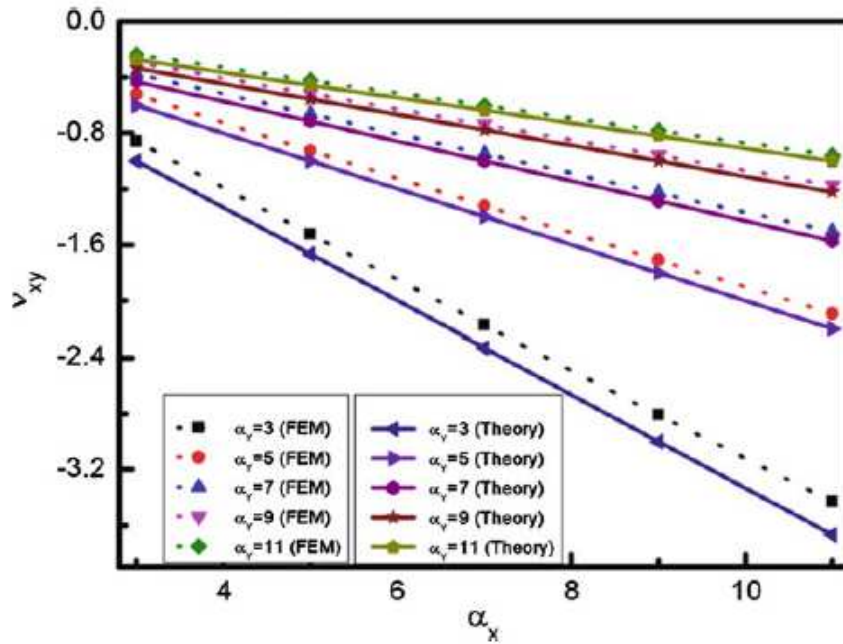 0.0
-0.8
-1.6
-2.4
-3.2
ν_xy
α_Y=3 (FEM)
α_Y=5 (FEM)
α_Y=7 (FEM)
α_Y=9 (FEM)
α_Y=11 (FEM)
α_Y=3 (Theory)
α_Y=5 (Theory)
α_Y=7 (Theory)
α_Y=9 (Theory)
α_Y=11 (Theory)
4
6
8
10
α_x